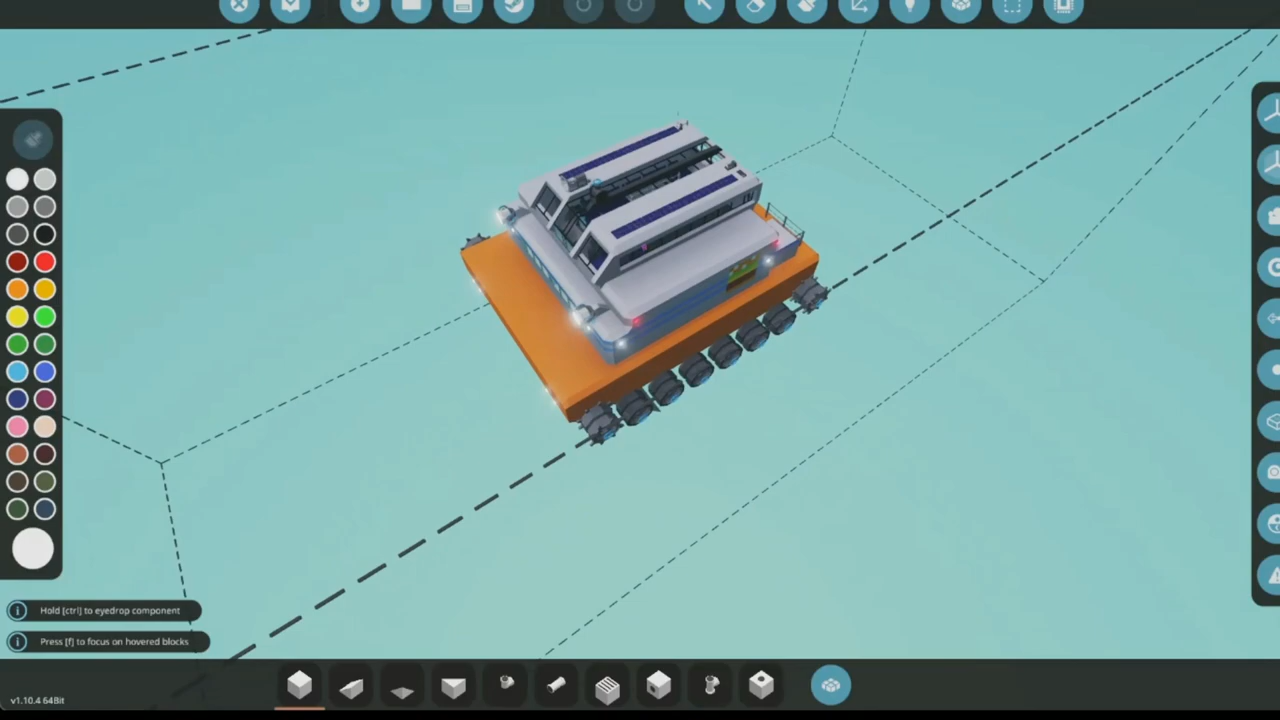 Hold [ctrl] to eyedrop component
Press [f] to focus on hovered blocks
v1.10.4 64Bit